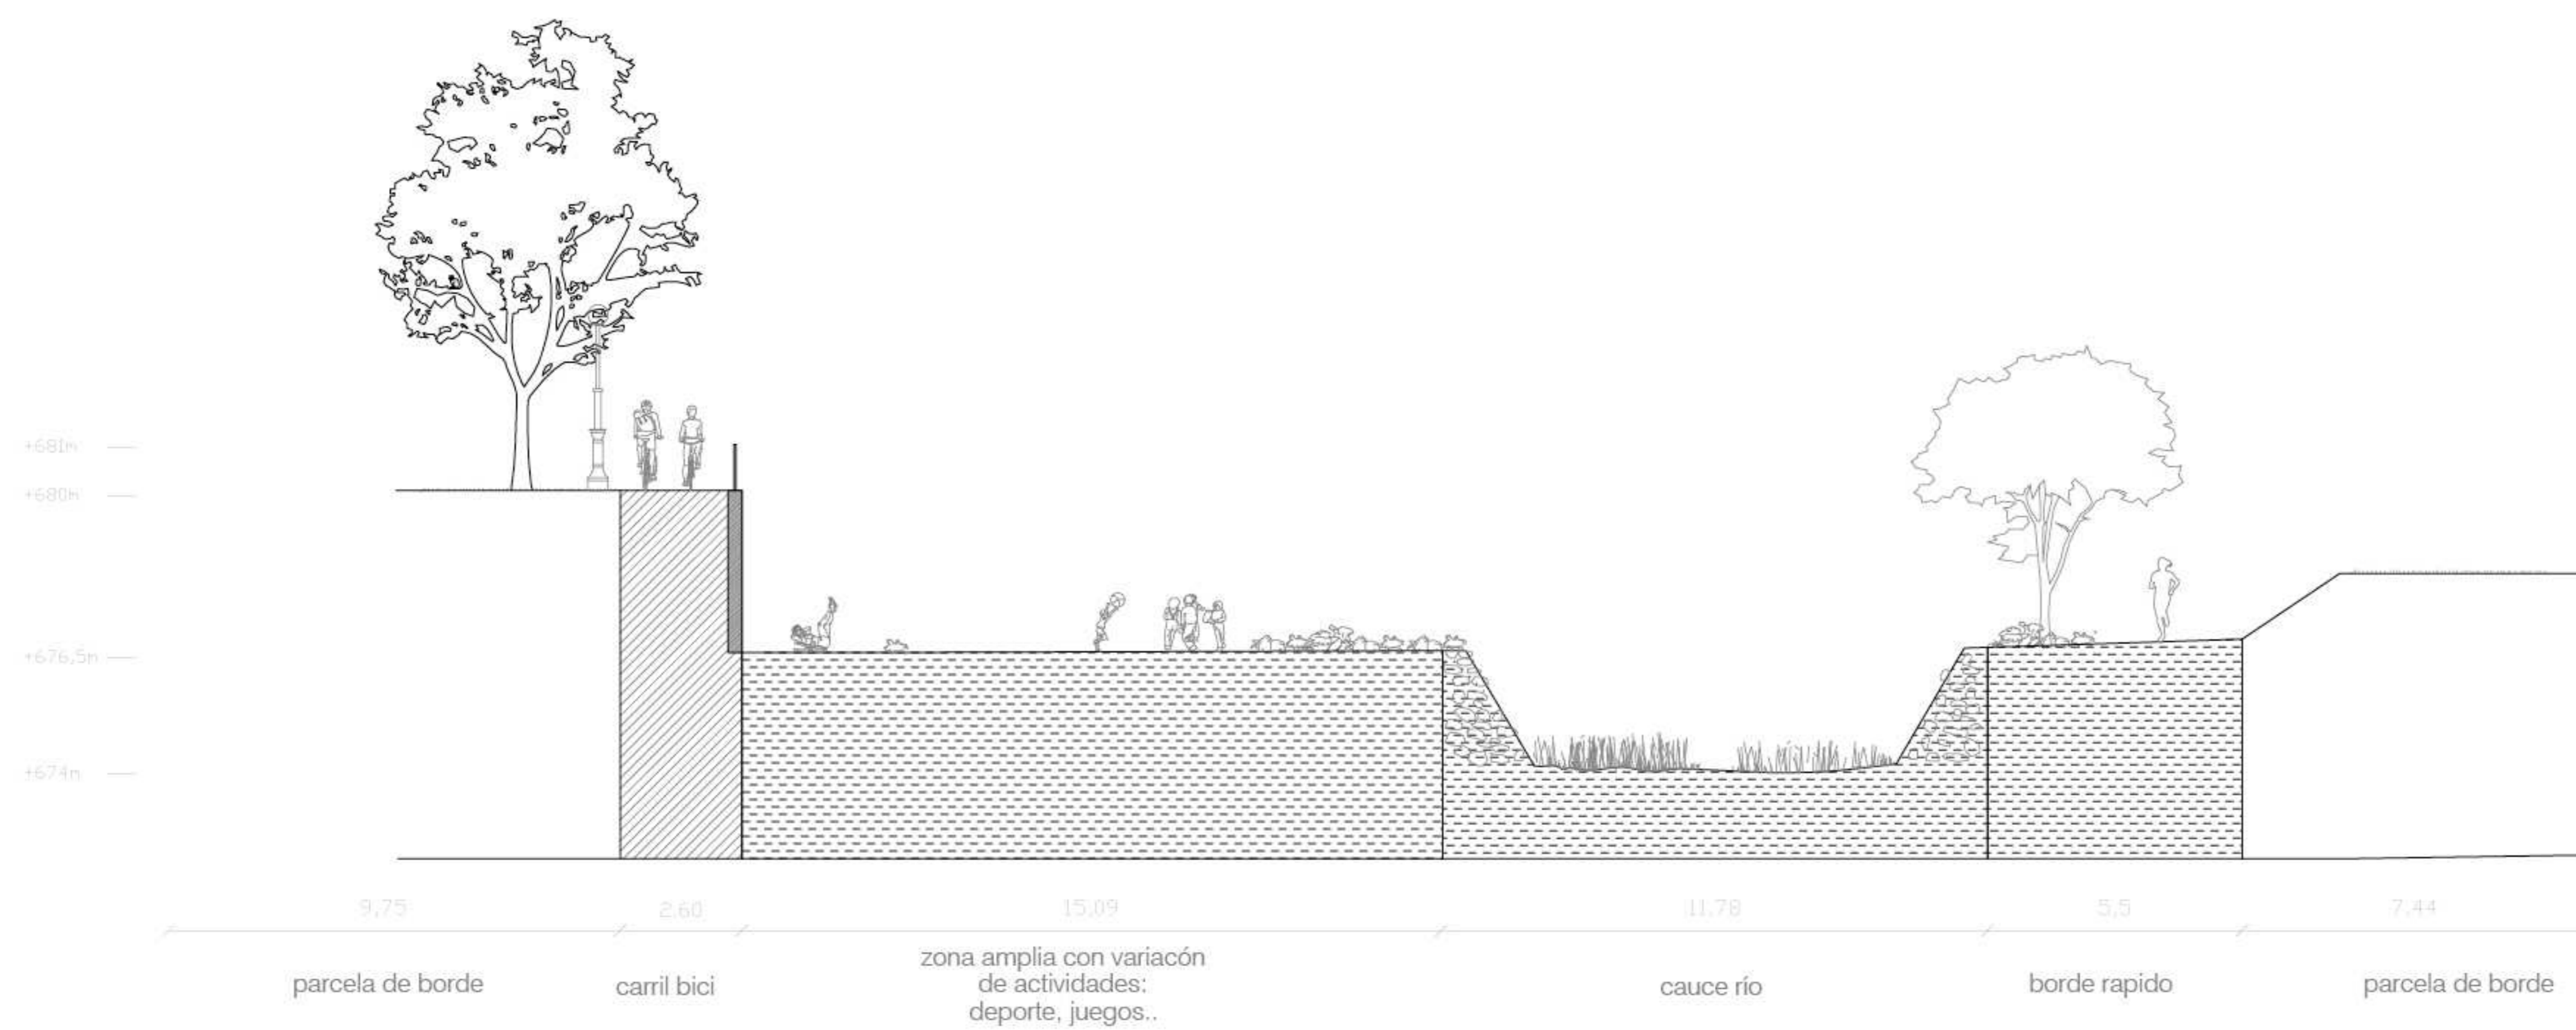 +681m
+680m
+676,5m
+674m
9,75
2.60
15,09
11,78
5,5
7,44
parcela de borde
carril bici
zona amplia con variacón
de actividades:
deporte, juegos..
cauce río
borde rapido
parcela de borde